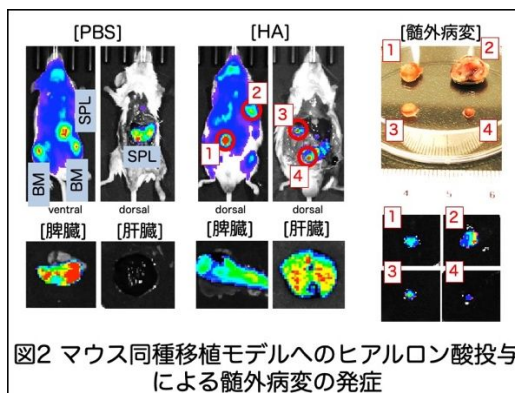 [PBS]
[HA]
[髄外病変]
SPL
BM
BM
SPL
ventral
dorsal
2
1
3
4
dorsal
dorsal
1
2
3
4
4 5 6
[脾臓]
[肝臓]
[脾臓]
[肝臓]
1
2
3
4
図2 マウス同種移植モデルへのヒアルロン酸投与
による髄外病変の発症